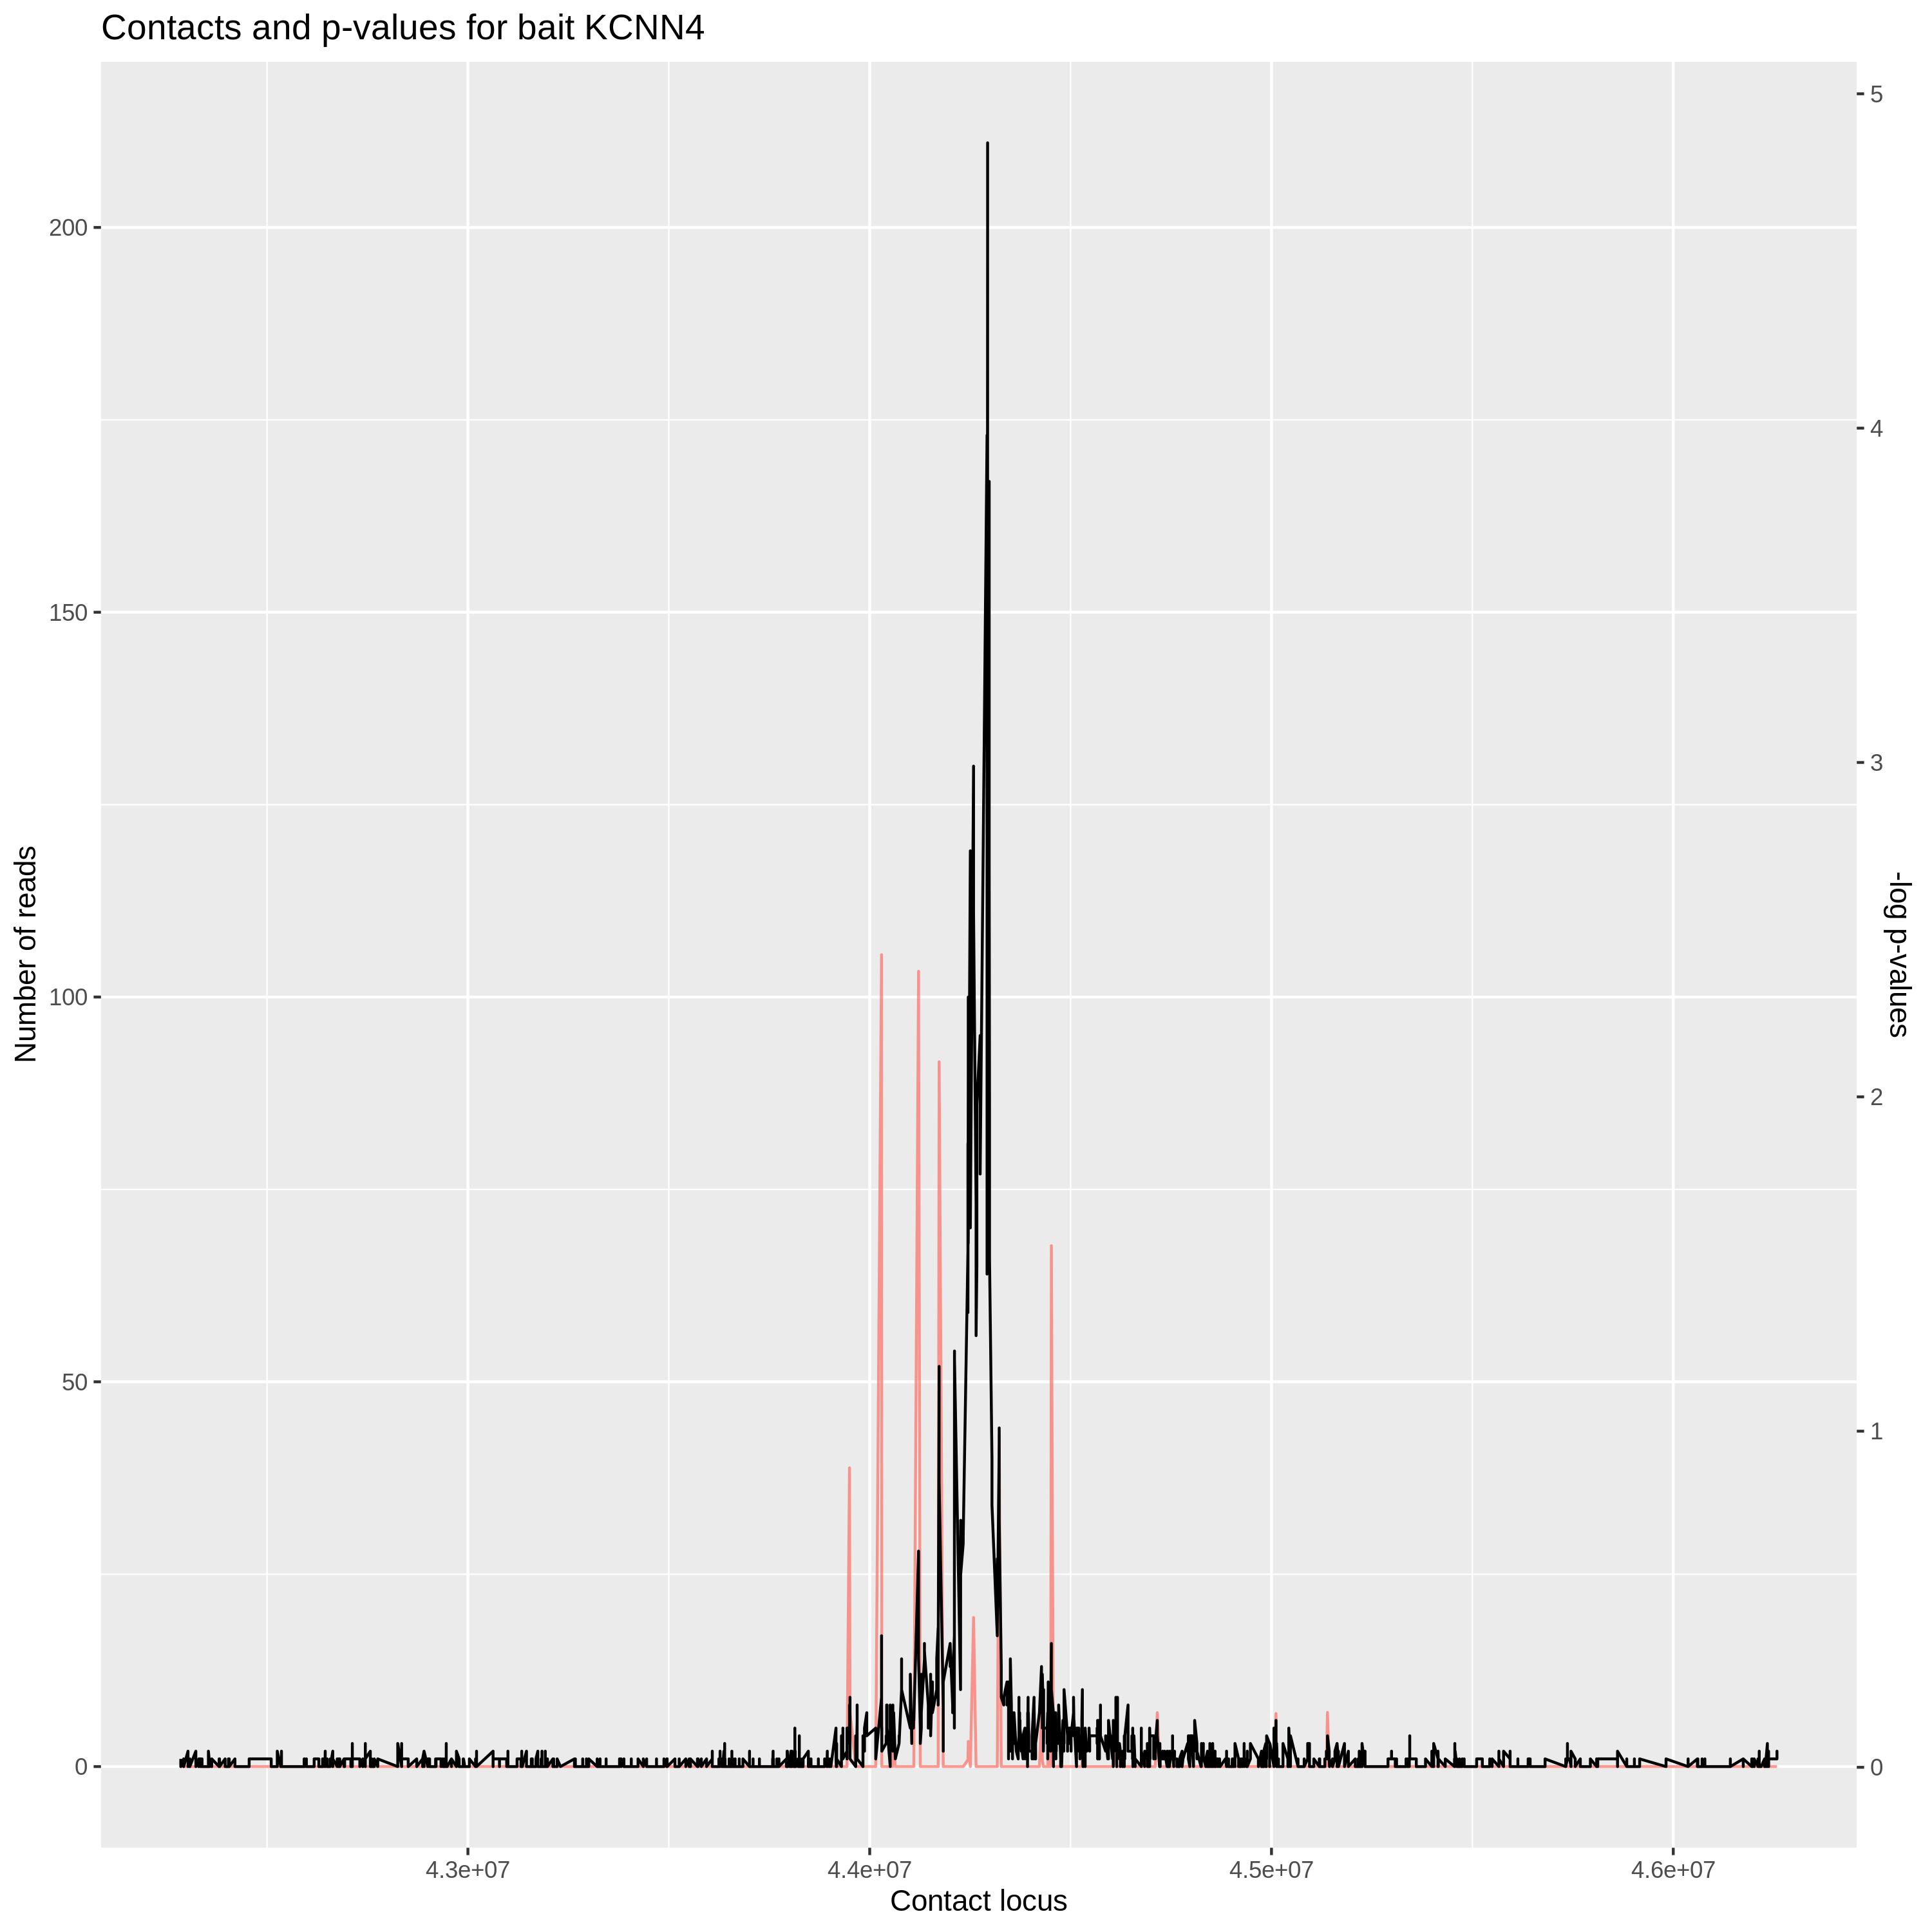 Contacts and p-values for bait KCNN4
Number of reads
200
150
100
50
0
5
4
3
2
1
0
-log p-values
4.3e+07 4.4e+07 4.5e+07 4.6e+07
Contact locus